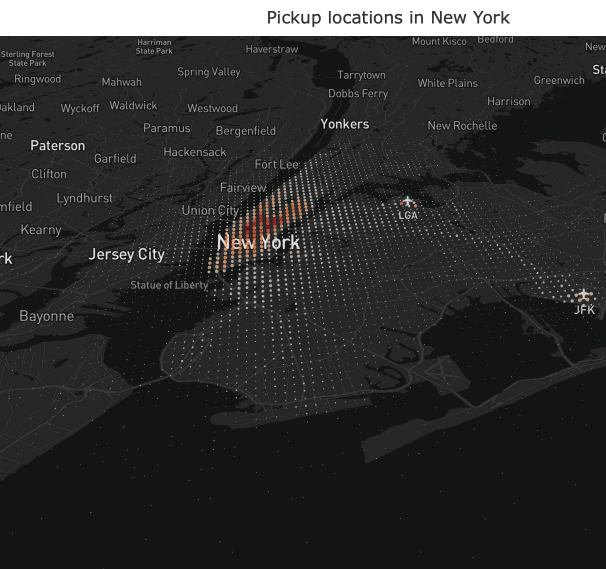 Pickup locations in New York
Harriman
State Park
Mount Kisco
Bedford
Sterling Forest
State Park
Haverstraw
New
Ringwood
Spring Valley
Tarrytown
Sta
Mahwah
White Plains
Greenwich
Dobbs Ferry
Oakland
Wyckoff
Waldwick
Westwood
Harrison
Paramus
Bergenfield
Yonkers
New Rochelle
ne
Paterson
Hackensack
Garfield
Fort Lee
Clifton
Fairview
Lyndhurst
mfield
Union City
LGA
Kearny
New York
Jersey City
rk
Statue of Liberty
Bayonne
JFK